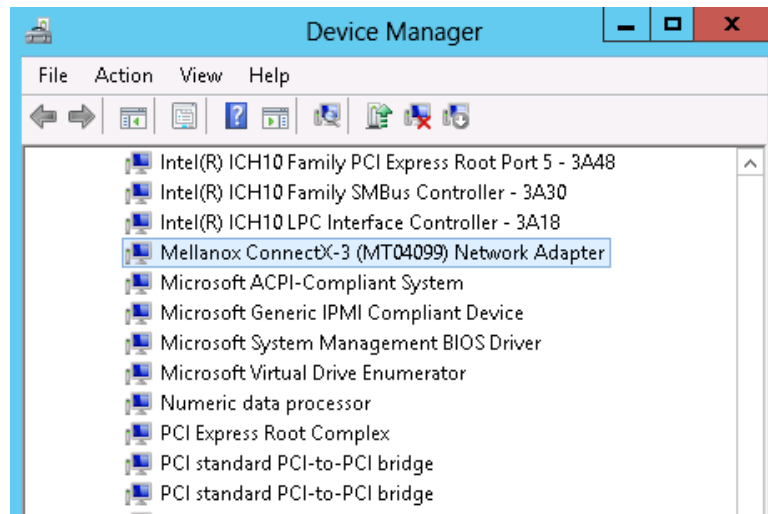 Device Manager
File Action View Help
Intel(R) ICH10 Family PCI Express Root Port 5 - 3A48
Intel(R) ICH10 Family SMBus Controller - 3A30
Intel(R) ICH10 LPC Interface Controller - 3A18
Mellanox ConnectX-3 (MT04099) Network Adapter
Microsoft ACPI-Compliant System
Microsoft Generic IPMI Compliant Device
Microsoft System Management BIOS Driver
Microsoft Virtual Drive Enumerator
Numeric data processor
PCI Express Root Complex
PCI standard PCI-to-PCI bridge
PCI standard PCI-to-PCI bridge